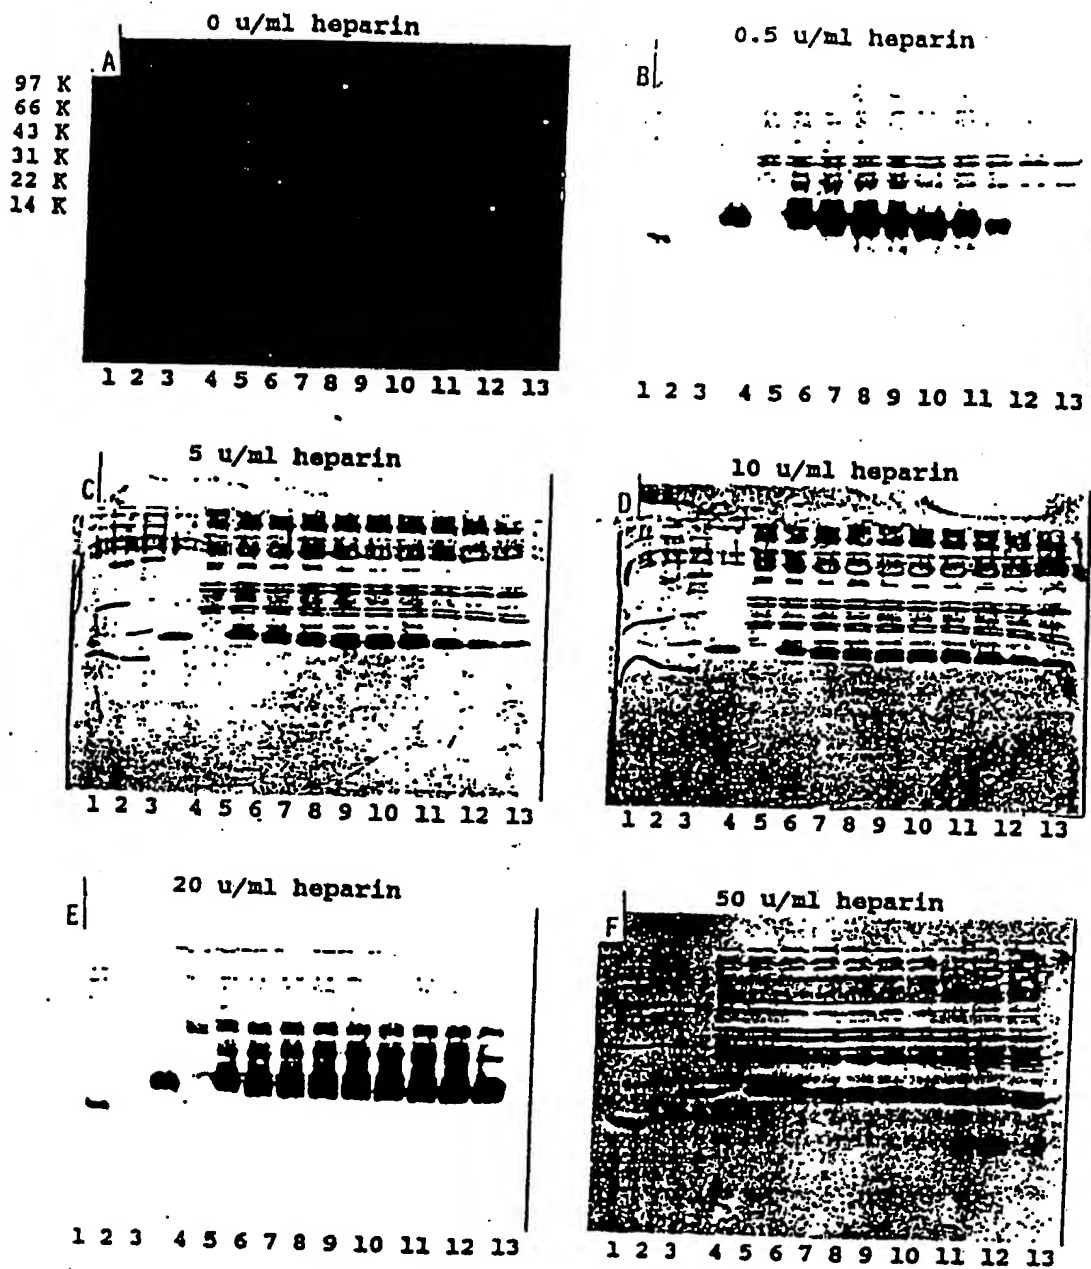 0 u/ml heparin
A
97 K
66 K
43 K
31 K
22 K
14 K
1 2 3 4 5 6 7 8 9 10 11 12 13
0.5 u/ml heparin
B
1 2 3 4 5 6 7 8 9 10 11 12 13
5 u/ml heparin
C
1 2 3 4 5 6 7 8 9 10 11 12 13
10 u/ml heparin
D
1 2 3 4 5 6 7 8 9 10 11 12 13
20 u/ml heparin
E
1 2 3 4 5 6 7 8 9 10 11 12 13
50 u/ml heparin
F
1 2 3 4 5 6 7 8 9 10 11 12 13